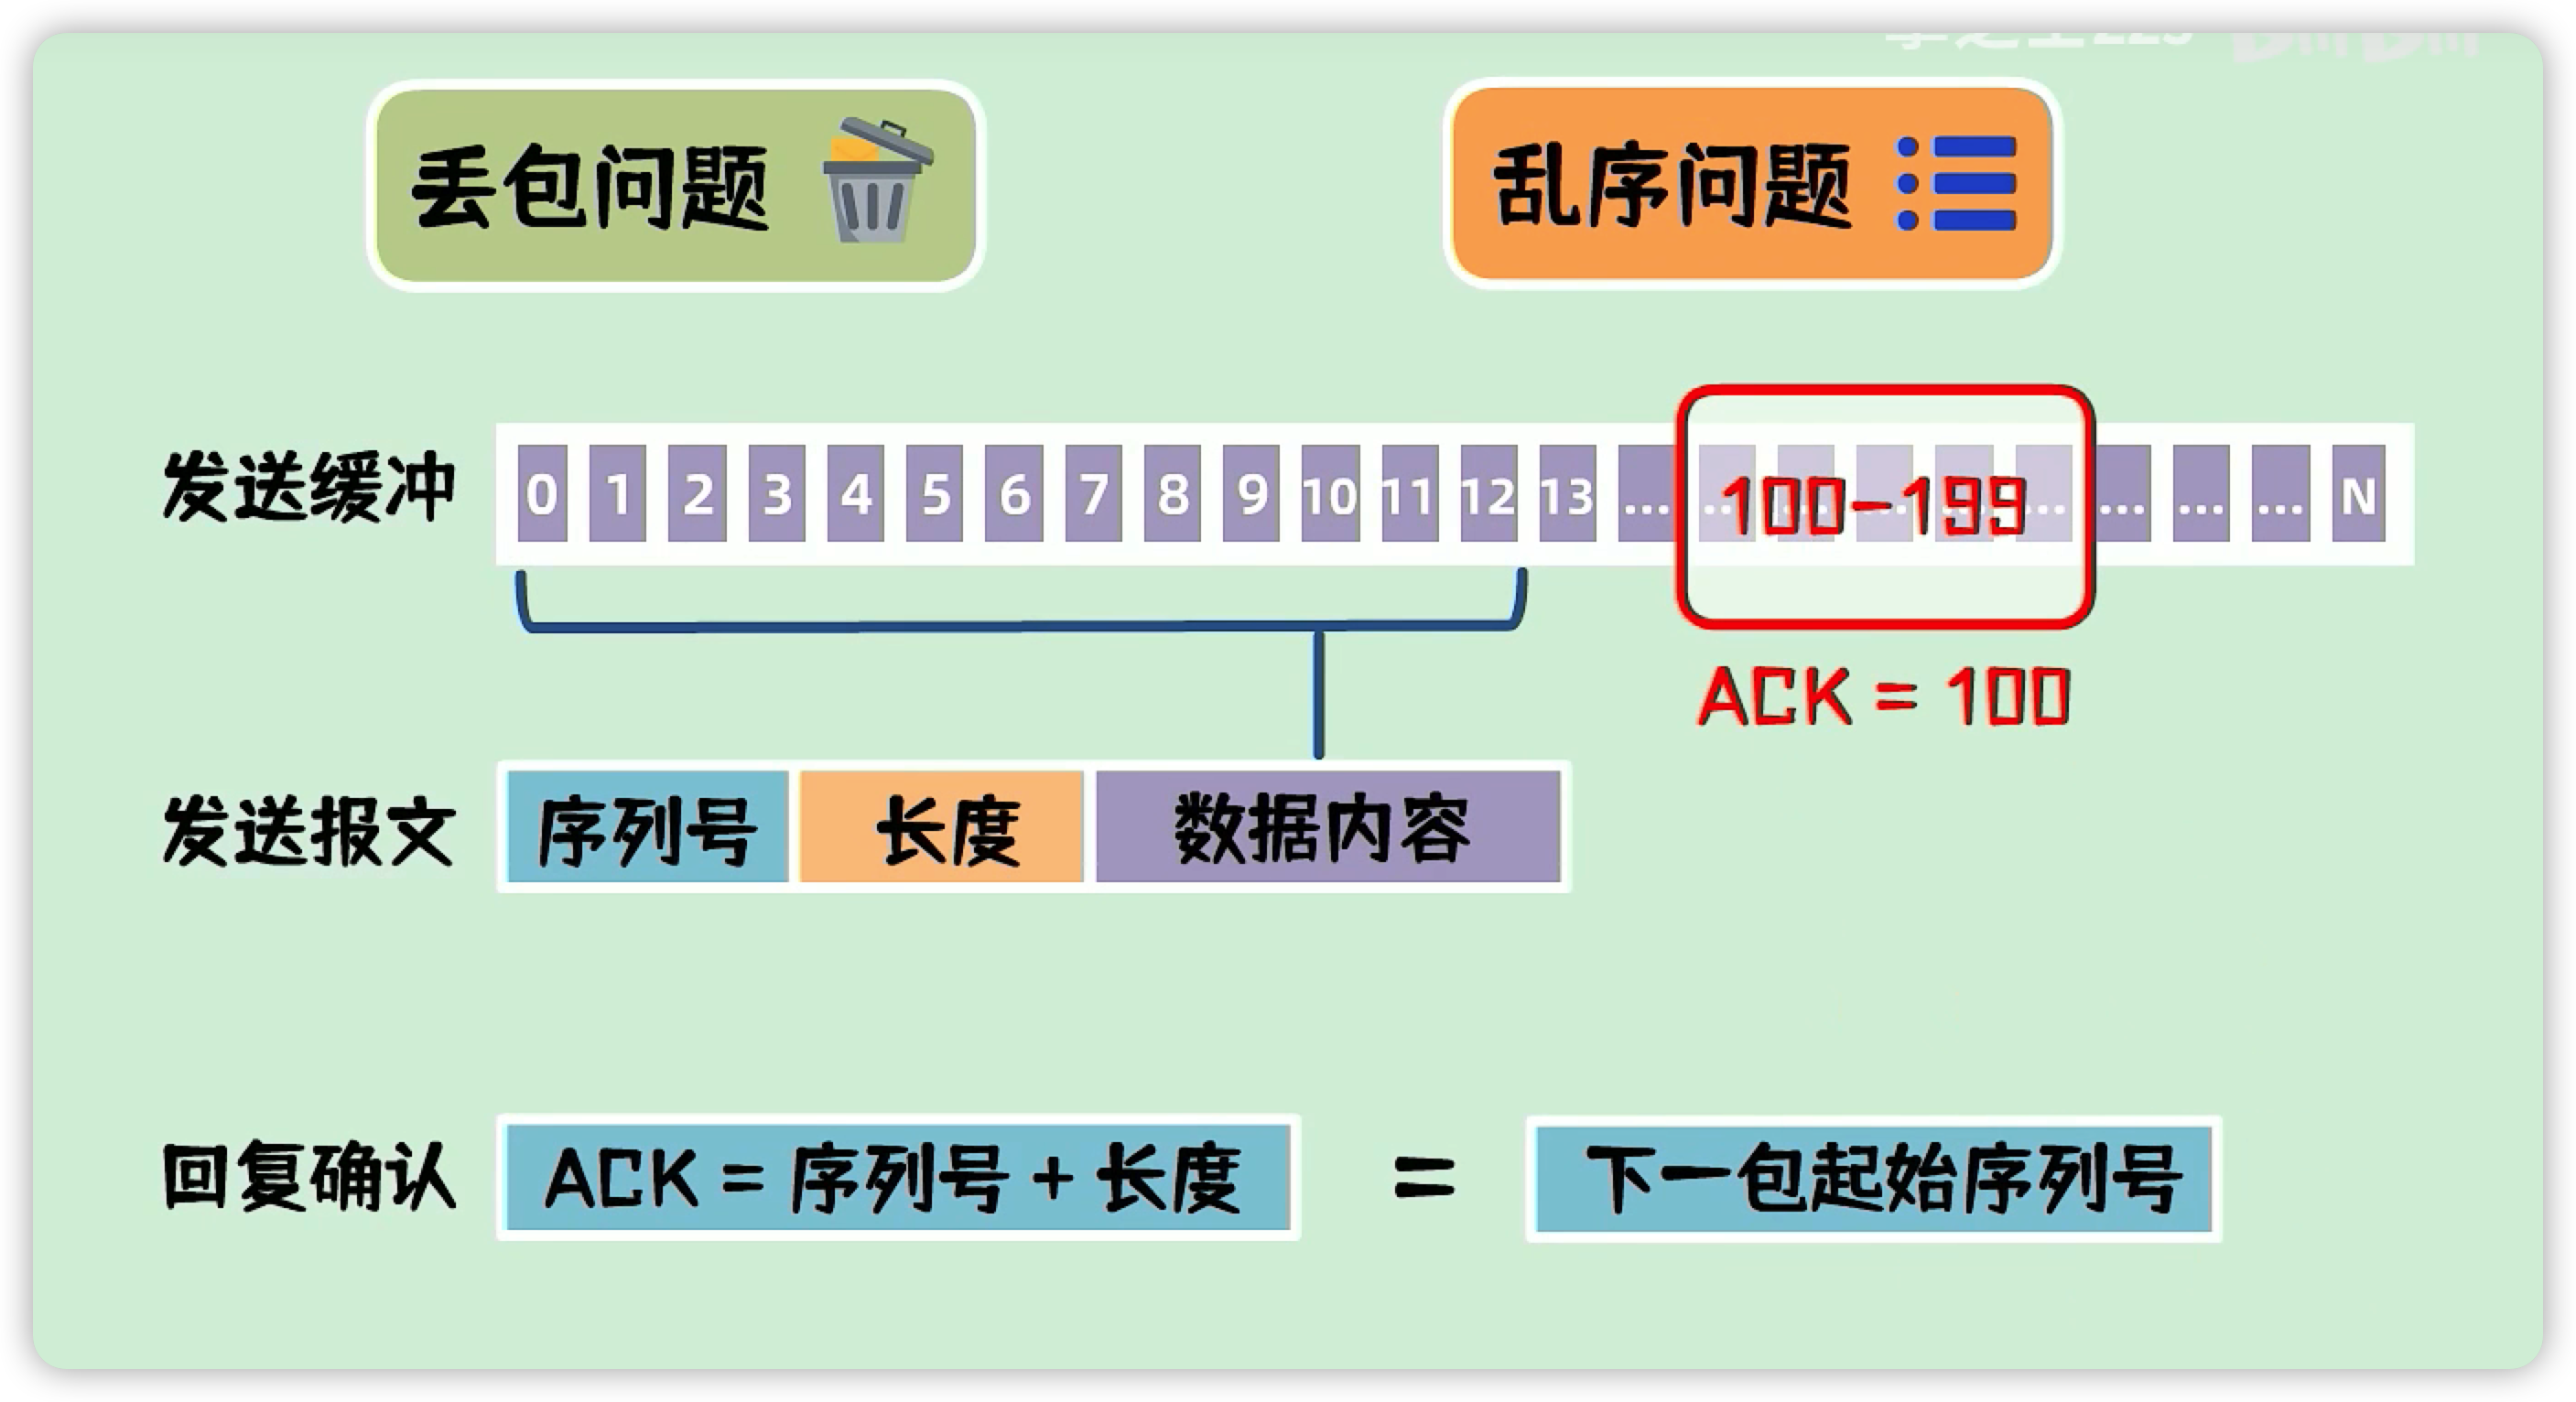 丢包问题
乱序问题
发送缓冲 0 1 2 3 4 5 6 7 8 9 10 11 12 13 ... 100-199 ... ... ... N
ACK = 100
发送报文 序列号 长度 数据内容
回复确认 ACK = 序列号 + 长度 = 下一包起始序列号